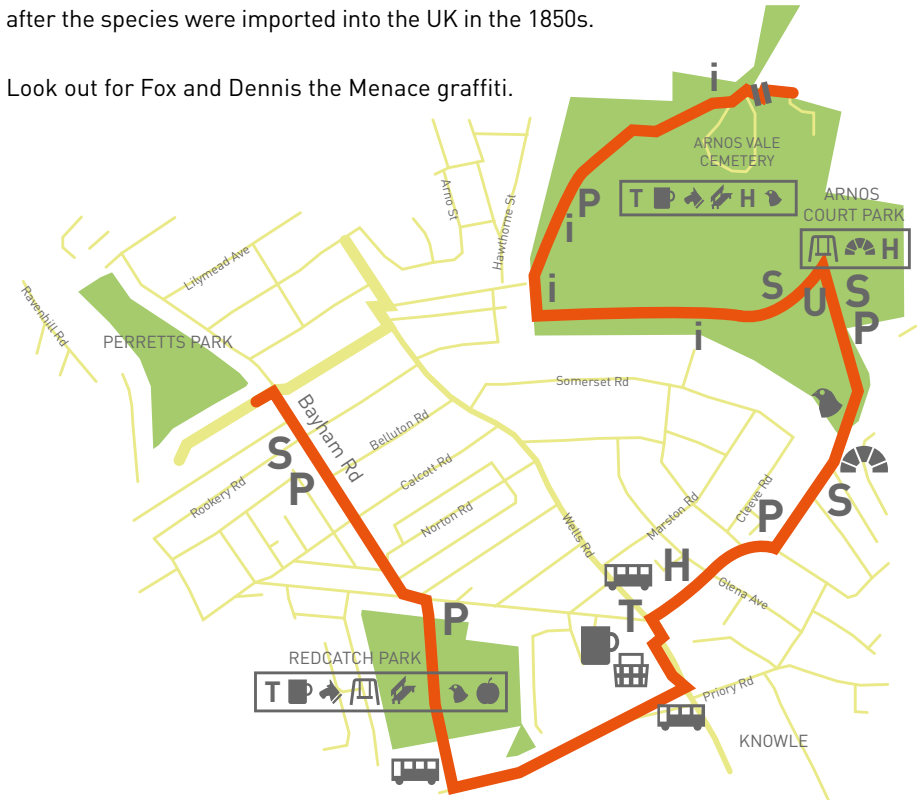 after the species were imported into the UK in the 1850s.
Look out for Fox and Dennis the Menace graffiti.
i
ARNOS VALE
CEMETERY
T H
P
i
i
ARNOS
COURT PARK
H
S
U
S
P
i
Arno St
Hawthorne St
Lilymead Ave
Ravenhill Rd
PERRETTS PARK
Somerset Rd
Bayham Rd
Belluton Rd
S
P
Calcott Rd
Rookery Rd
Norton Rd
Wells Rd
Marston Rd
Cleeve Rd
P
S
H
Glena Ave
T
P
REDCATCH PARK
T
Priory Rd
KNOWLE